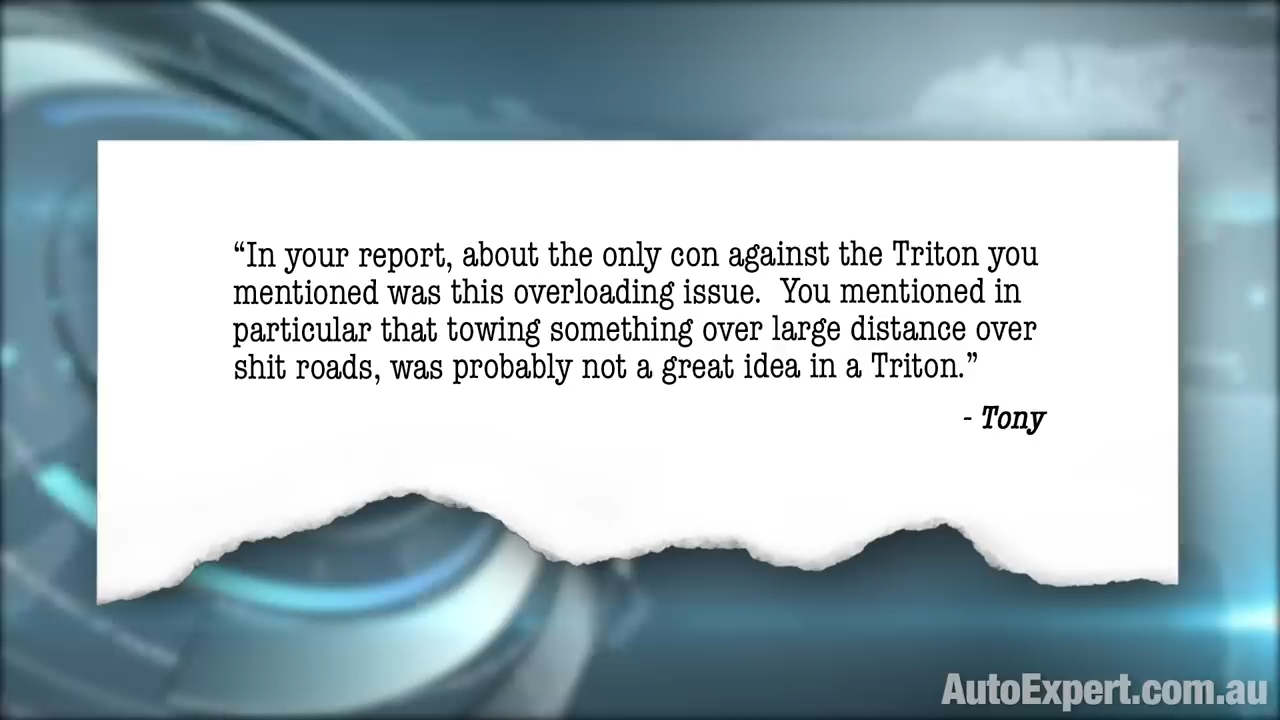 “In your report, about the only con against the Triton you
mentioned was this overloading issue.  You mentioned in
particular that towing something over large distance over
shit roads, was probably not a great idea in a Triton.”
- Tony
AutoExpert.com.au